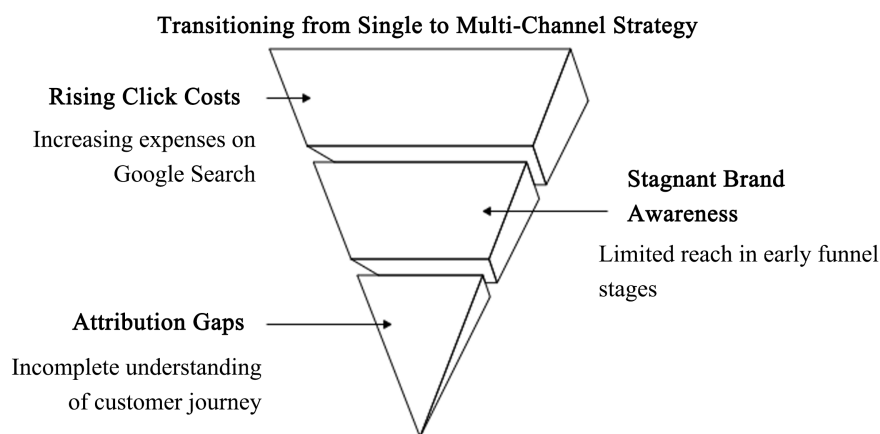 Transitioning from Single to Multi-Channel Strategy
Rising Click Costs
Increasing expenses on
Google Search
Stagnant Brand
Awareness
Limited reach in early funnel
stages
Attribution Gaps
Incomplete understanding
of customer journey